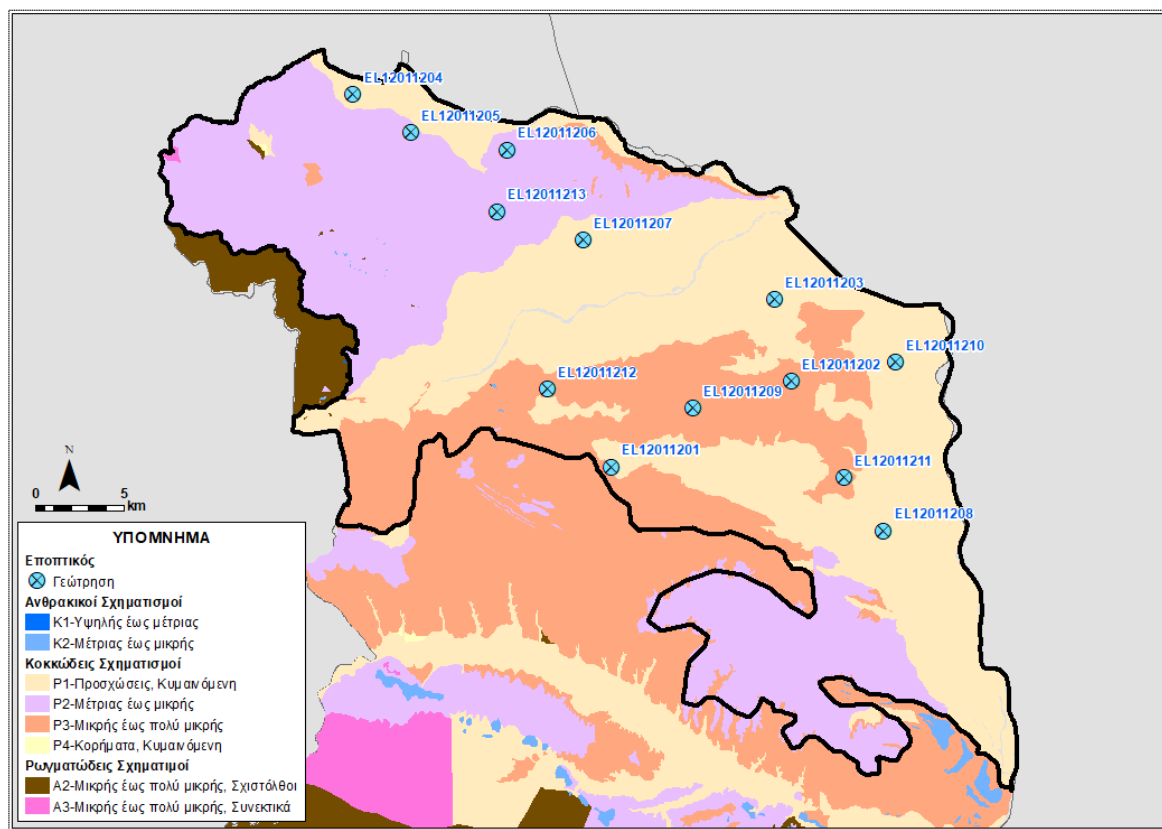 EL12011204
EL12011205
EL12011206
EL12011213
EL12011207
EL12011203
EL12011210
EL12011202
EL12011212
EL12011209
EL12011201
EL12011211
EL12011208
N
0 5
km
ΥΠΟΜΝΗΜΑ
Εποπτικός
Γεώτρηση
Ανθρακικοί Σχηματισμοί
Κ1-Υψηλής έως μέτριας
Κ2-Μέτριας έως μικρής
Κοκκώδεις Σχηματισμοί
Ρ1-Προσχώσεις, Κυμαινόμενη
Ρ2-Μέτριας έως μικρής
Ρ3-Μικρής έως πολύ μικρής
Ρ4-Κορήματα, Κυμαινόμενη
Ρωγματώδεις Σχηματιμοί
Α2-Μικρής έως πολύ μικρής, Σχιστόλθοι
Α3-Μικρής έως πολύ μικρής, Συνεκτικά